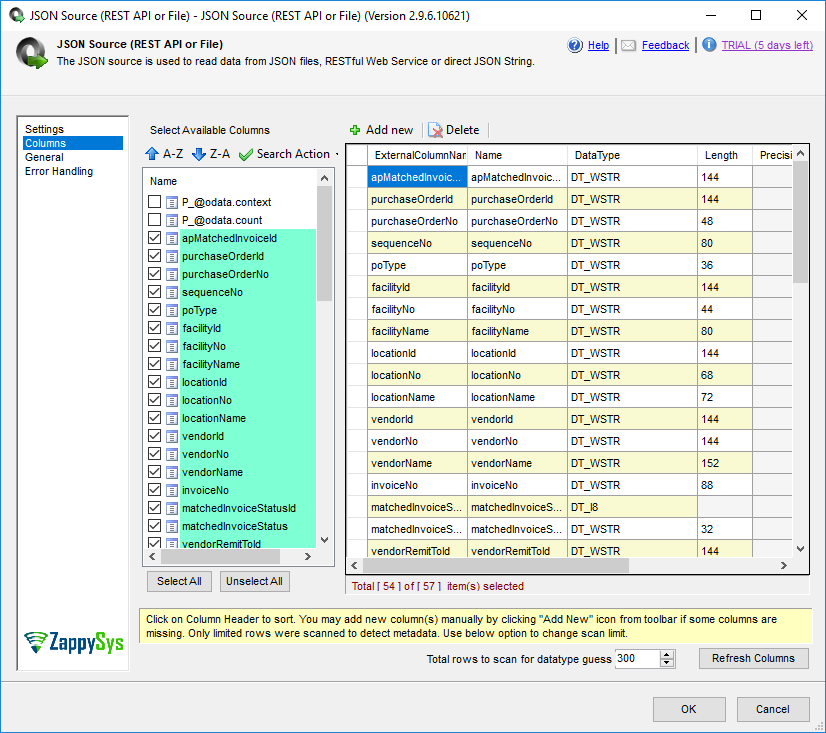 JSON Source (REST API or File) - JSON Source (REST API or File) (Version 2.9.6.10621)
JSON Source (REST API or File)
The JSON source is used to read data from JSON files, RESTful Web Service or direct JSON String.
Help Feedback TRIAL (5 days left)
Settings
Columns
General
Error Handling
Select Available Columns
A-Z Z-A Search Action
Name
P_@odata.context
P_@odata.count
apMatchedInvoiceId
purchaseOrderId
purchaseOrderNo
sequenceNo
poType
facilityId
facilityNo
facilityName
locationId
locationNo
locationName
vendorId
vendorNo
vendorName
invoiceNo
matchedInvoiceStatusId
matchedInvoiceStatus
vendorRemitToId
Select All Unselect All
Add new Delete
ExternalColumnNar Name DataType Length Precisi
apMatchedInvoic... apMatchedInvoic... DT_WSTR 144
purchaseOrderId purchaseOrderId DT_WSTR 144
purchaseOrderNo purchaseOrderNo DT_WSTR 48
sequenceNo sequenceNo DT_WSTR 80
poType poType DT_WSTR 36
facilityId facilityId DT_WSTR 144
facilityNo facilityNo DT_WSTR 44
facilityName facilityName DT_WSTR 80
locationId locationId DT_WSTR 144
locationNo locationNo DT_WSTR 68
locationName locationName DT_WSTR 72
vendorId vendorId DT_WSTR 144
vendorNo vendorNo DT_WSTR 144
vendorName vendorName DT_WSTR 152
invoiceNo invoiceNo DT_WSTR 88
matchedInvoiceS... matchedInvoiceS... DT_I8
matchedInvoiceS... matchedInvoiceS... DT_WSTR 32
vendorRemitToId vendorRemitToId DT_WSTR 144
Total [ 54 ] of [ 57 ] item(s) selected
Click on Column Header to sort. You may add new column(s) manually by clicking "Add New" icon from toolbar if some columns are
missing. Only limited rows were scanned to detect metadata. Use below option to change scan limit.
ZappySys
Total rows to scan for datatype guess 300 Refresh Columns
OK Cancel